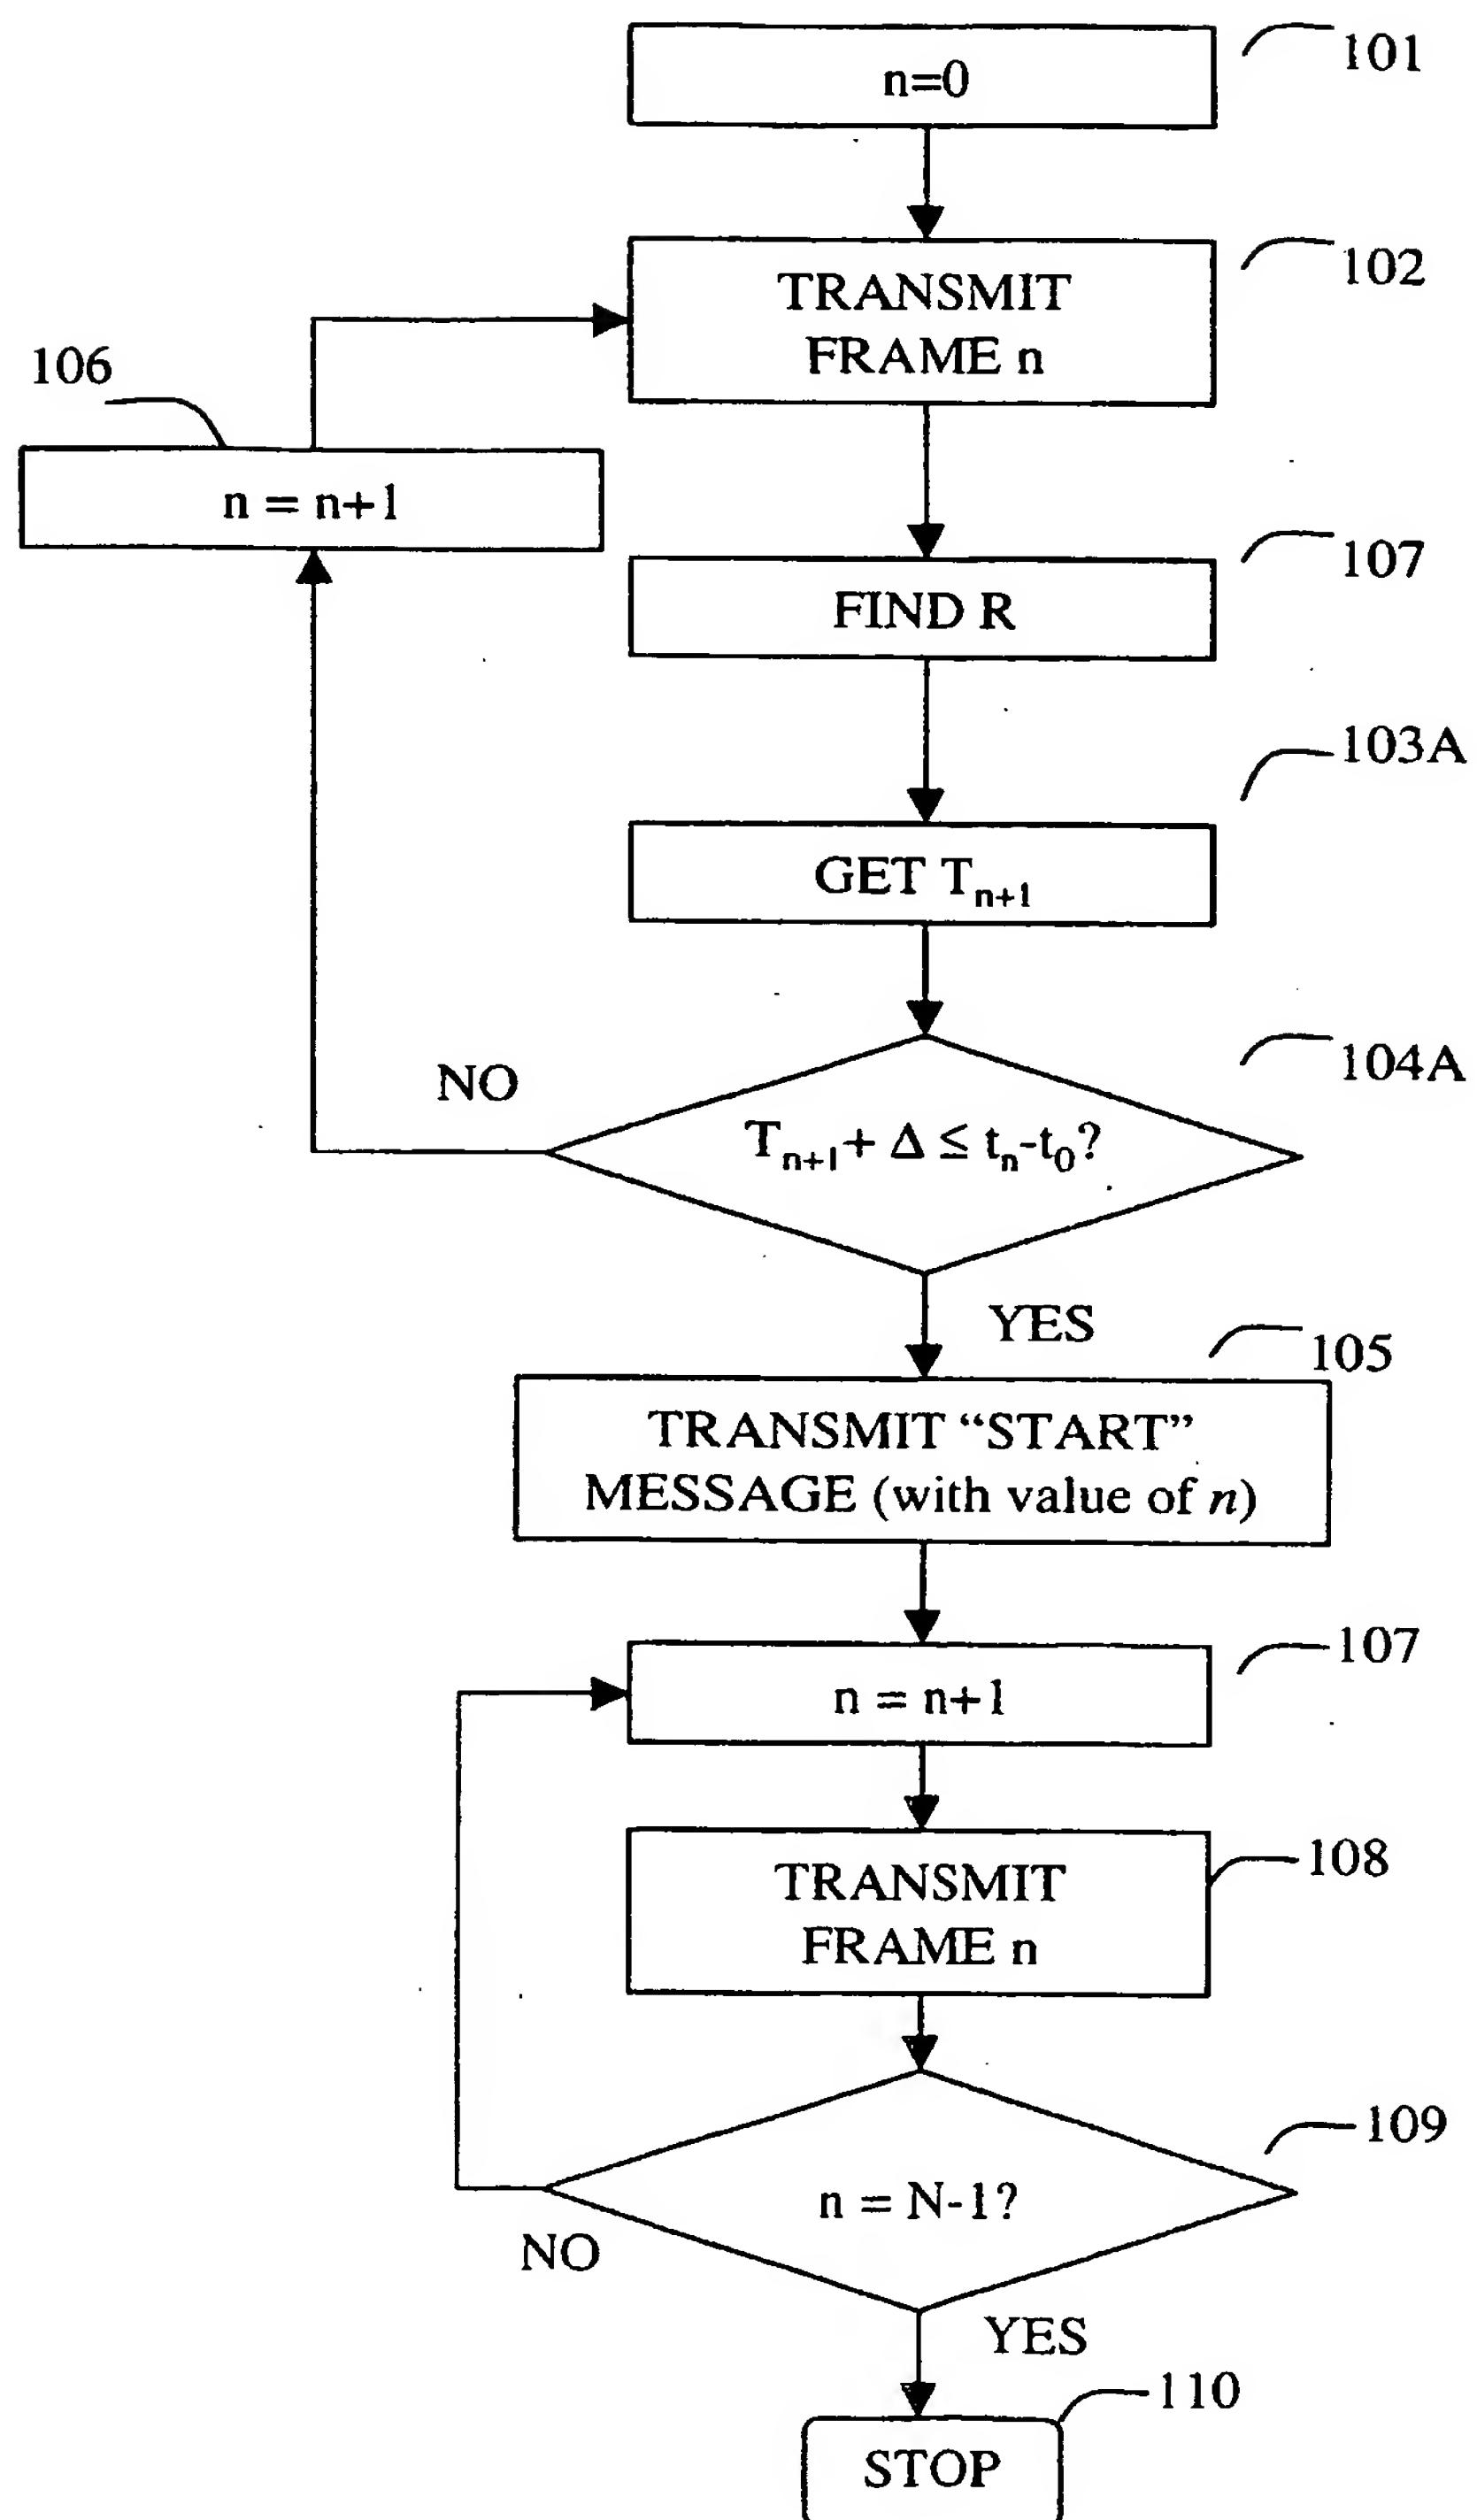 n=0
101
TRANSMIT
FRAME n
102
106
n = n+1
FIND R
107
GET Tn+1
103A
Tn+1+ Δ ≤ tn-t0?
104A
NO
YES
TRANSMIT “START”
MESSAGE (with value of n)
105
n = n+1
107
TRANSMIT
FRAME n
108
n = N-1?
109
NO
YES
STOP
110